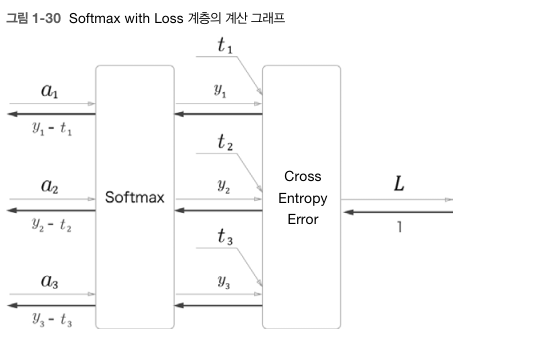 그림 1-30 Softmax with Loss 계층의 계산 그래프
t₁
a₁
y₁
y₁ - t₁
t₂
Cross
Entropy
Error
a₂
Softmax
y₂
L
y₂ - t₂
1
t₃
a₃
y₃
y₃ - t₃